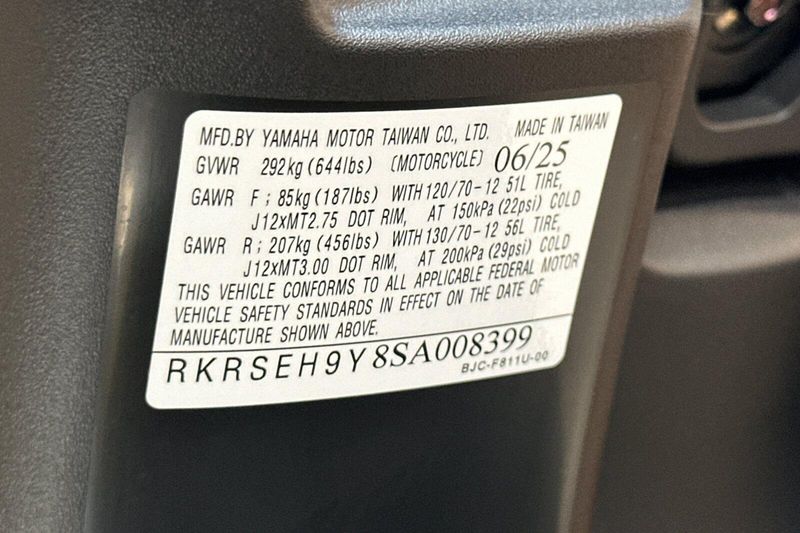 MFD.BY YAMAHA MOTOR TAIWAN CO., LTD. MADE IN TAIWAN
GVWR 292kg (644lbs) (MOTORCYCLE) 06/25
GAWR F ; 85kg (187lbs) WITH 120/70-12 51L TIRE,
J12xMT2.75 DOT RIM, AT 150kPa (22psi) COLD
GAWR R ; 207kg (456lbs) WITH 130/70-12 56L TIRE,
J12xMT3.00 DOT RIM, AT 200kPa (29psi) COLD
THIS VEHICLE CONFORMS TO ALL APPLICABLE FEDERAL MOTOR
VEHICLE SAFETY STANDARDS IN EFFECT ON THE DATE OF
MANUFACTURE SHOWN ABOVE.
RKRSEH9Y8SA008399
BJC-F811U-00